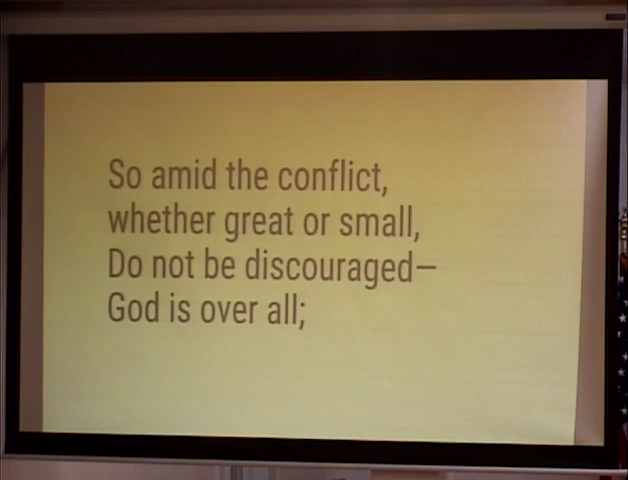 So amid the conflict,
whether great or small,
Do not be discouraged—
God is over all;